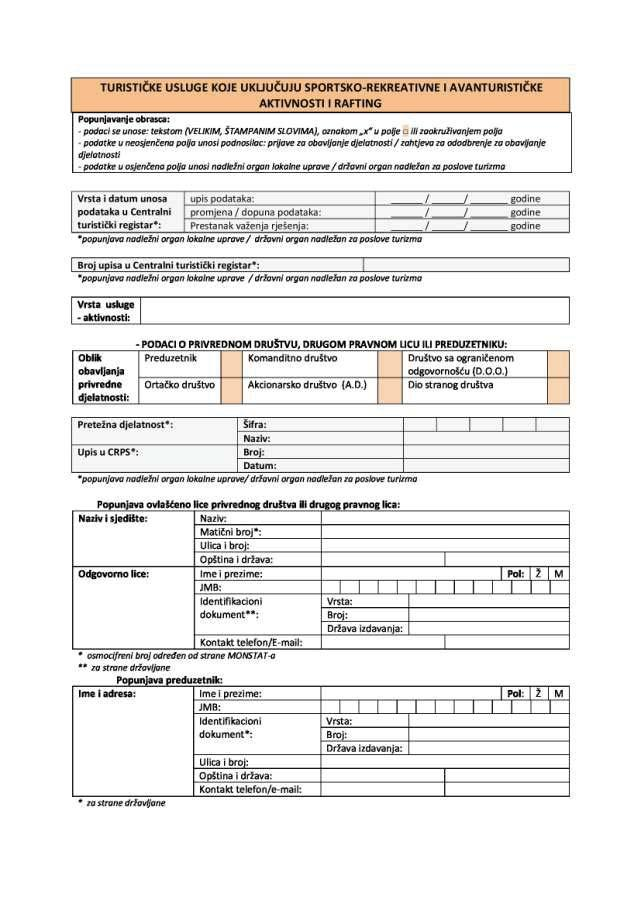 TURISTIČKE USLUGE KOJE UKLJUČUJU SPORTSKO-REKREATIVNE I AVANTURISTIČKE
AKTIVNOSTI I RAFTING
Popunjavanje obrasca:
- podaci se unose: tekstom (VELIKIM, ŠTAMPANIM SLOVIMA), oznakom „x“ u polje □ ili zaokruživanjem polja
- podatke u neosjenčena polja unosi podnosilac: prijave za obavljanje djelatnosti / zahtjeva za ododbrenje za obavljanje
djelatnosti
- podatke u osjenčena polja unosi nadležni organ lokalne uprave / državni organ nadležan za poslove turizma
Vrsta i datum unosa podataka u Centralni turistički registar*:
upis podataka: ______ / ______ / _______ godine
promjena / dopuna podataka: ______ / ______ / _______ godine
Prestanak važenja rješenja: ______ / ______ / _______ godine
*popunjava nadležni organ lokalne uprave / državni organ nadležan za poslove turizma
Broj upisa u Centralni turistički registar*:
*popunjava nadležni organ lokalne uprave / državni organ nadležan za poslove turizma
Vrsta usluge
- aktivnosti:
- PODACI O PRIVREDNOM DRUŠTVU, DRUGOM PRAVNOM LICU ILI PREDUZETNIKU:
Oblik
obavljanja
privredne
djelatnosti:
Preduzetnik
Komanditno društvo
Društvo sa ograničenom
odgovornošću (D.O.O.)
Ortačko društvo
Akcionarsko društvo (A.D.)
Dio stranog društva
Pretežna djelatnost*:
Šifra:
Naziv:
Upis u CRPS*:
Broj:
Datum:
*popunjava nadležni organ lokalne uprave/ državni organ nadležan za poslove turizma
Popunjava ovlašćeno lice privrednog društva ili drugog pravnog lica:
Naziv i sjedište:
Naziv:
Matični broj*:
Ulica i broj:
Opština i država:
Odgovorno lice:
Ime i prezime:
Pol: Ž M
JMB:
Identifikacioni
dokument**:
Vrsta:
Broj:
Država izdavanja:
Kontakt telefon/E-mail:
* osmocifreni broj određen od strane MONSTAT-a
** za strane državljane
Popunjava preduzetnik:
Ime i adresa:
Ime i prezime:
Pol: Ž M
JMB:
Identifikacioni
dokument*:
Vrsta:
Broj:
Država izdavanja:
Ulica i broj:
Opština i država:
Kontakt telefon/e-mail:
* za strane državljane